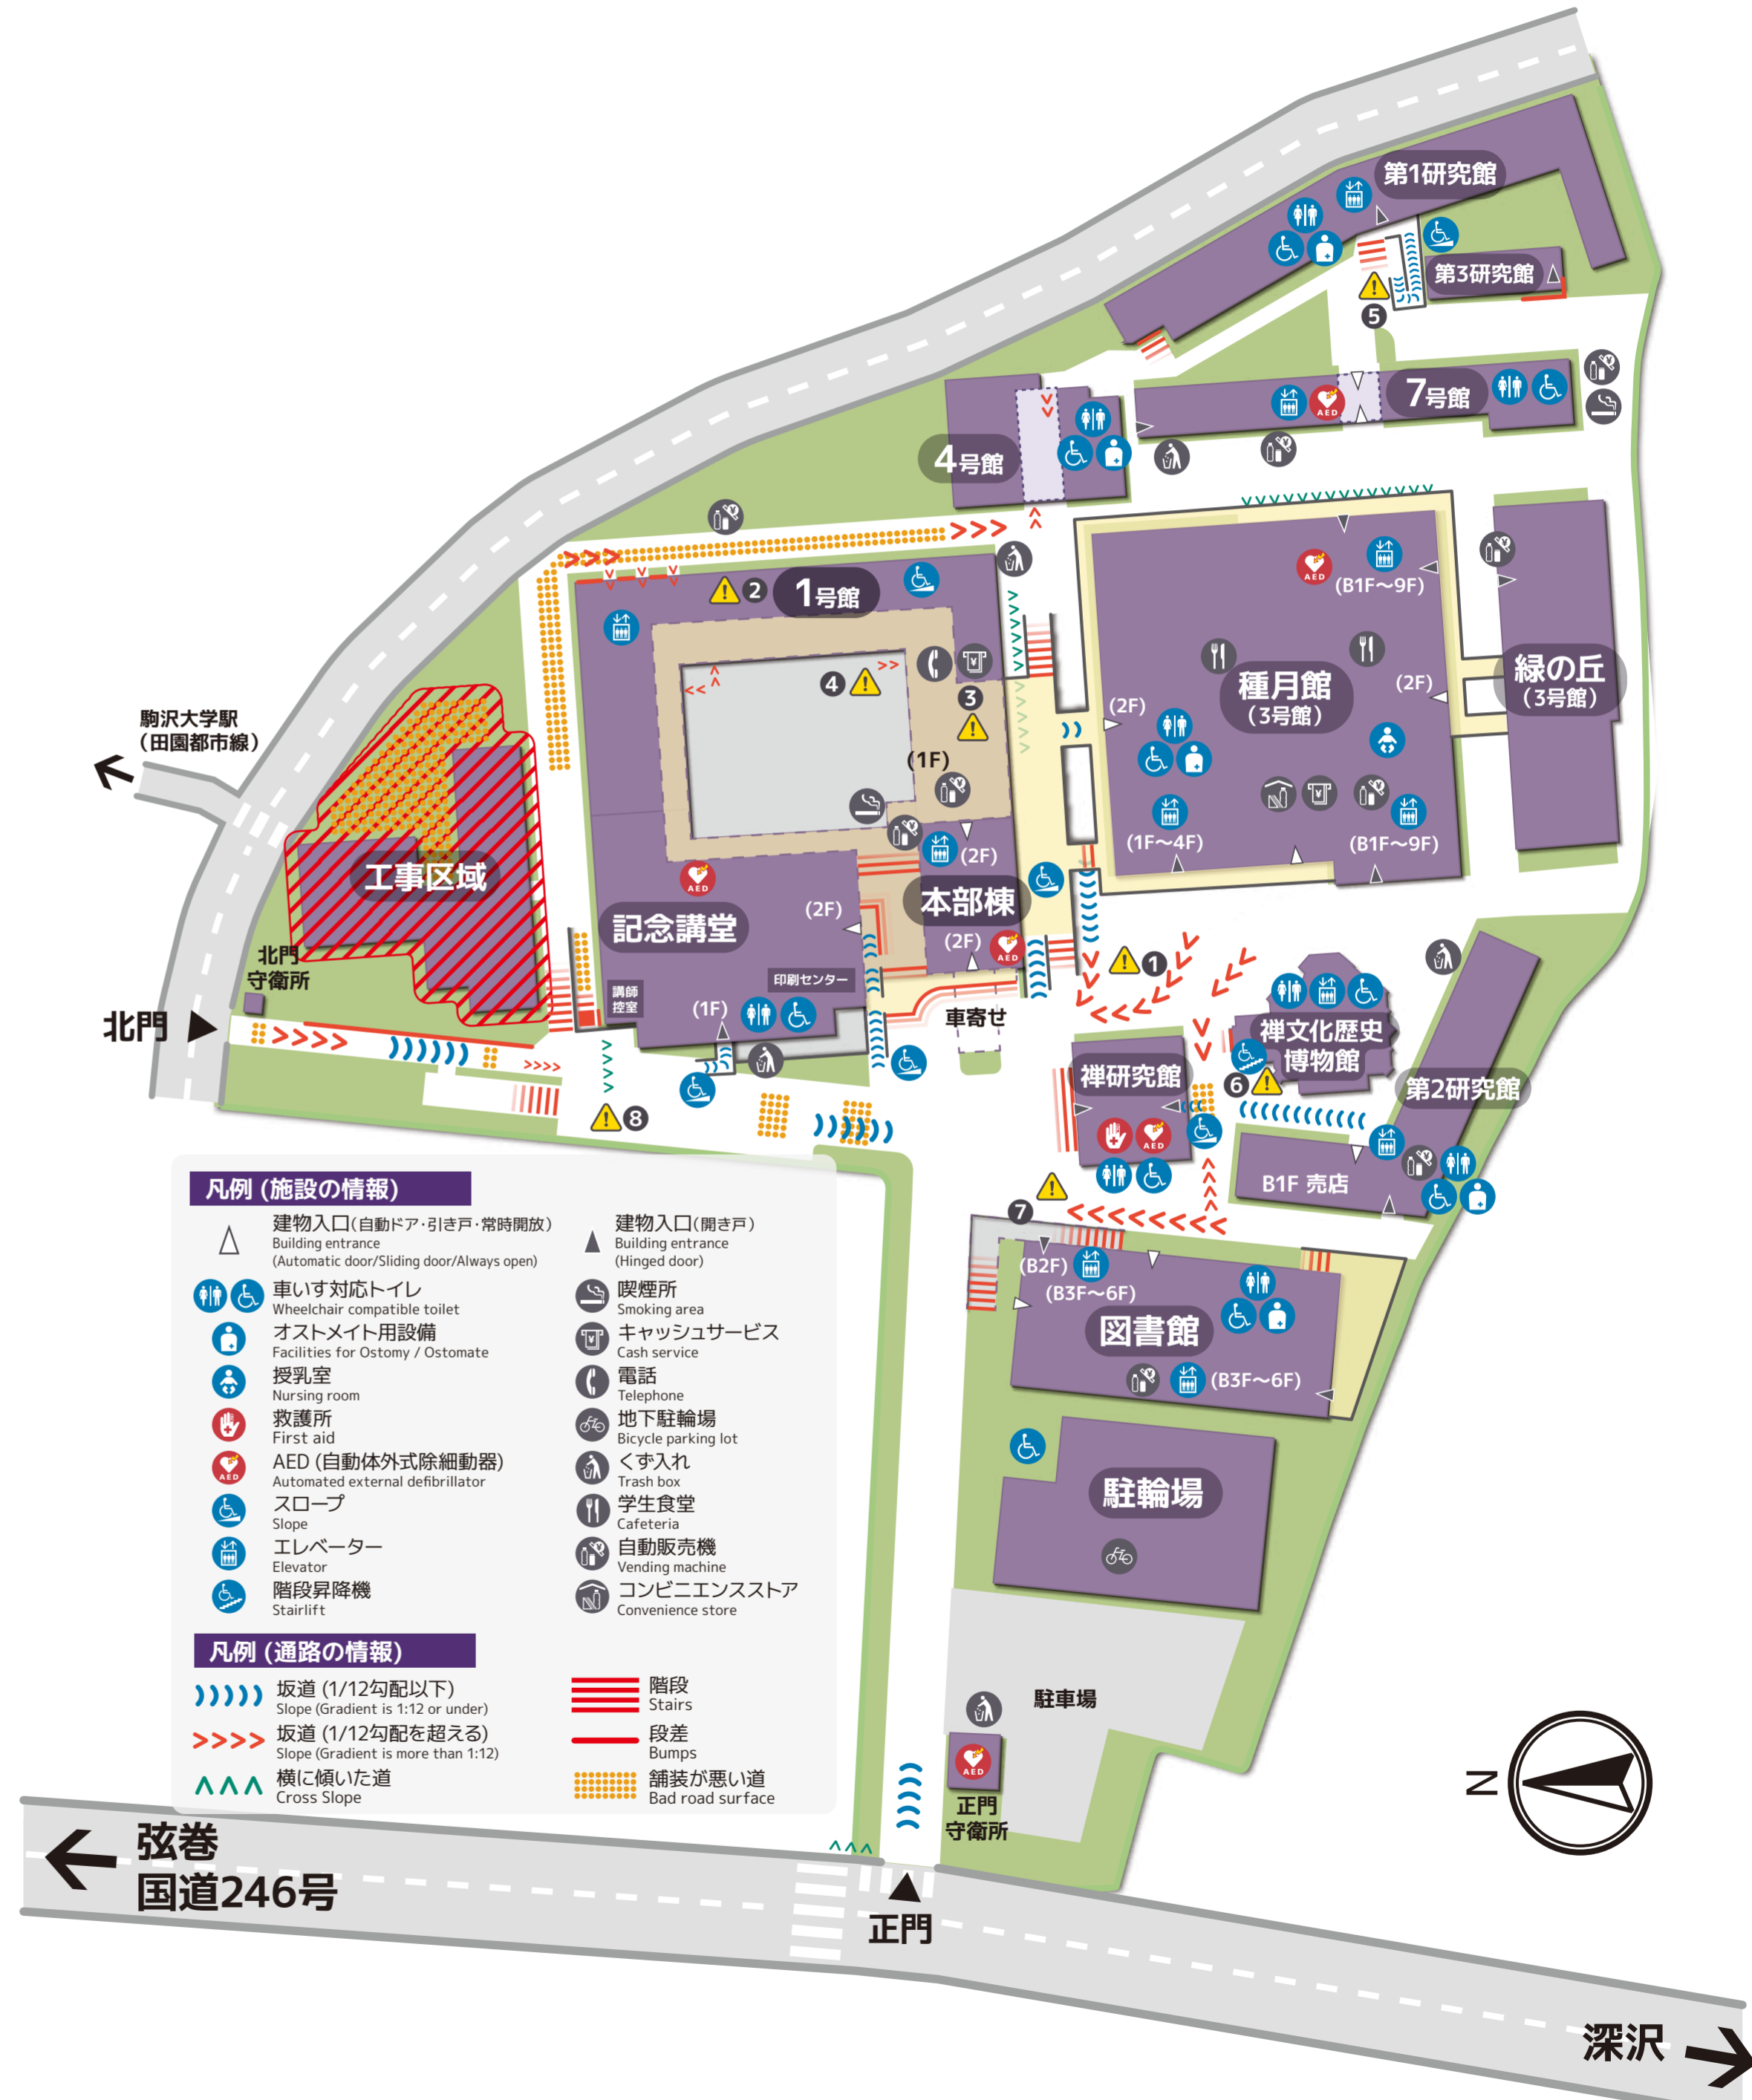 第1研究館
第3研究館
5
AED
7号館
4号館
2
1号館
AED
(B1F〜9F)
4
3
(1F)
種月館
(3号館)
(2F)
(2F)
緑の丘
(3号館)
(1F〜4F)
(B1F〜9F)
駒沢大学駅
(田園都市線)
工事区域
AED
(2F)
本部棟
(2F)
AED
記念講堂
(2F)
印刷センター
講師
控室
(1F)
車寄せ
1
北門
守衛所
北門
禅文化歴史
博物館
6
禅研究館
AED
第2研究館
B1F 売店
8
7
(B2F)
(B3F〜6F)
図書館
(B3F〜6F)
駐輪場
駐車場
AED
正門
守衛所
凡例 (施設の情報)
建物入口(自動ドア・引き戸・常時開放)
Building entrance
(Automatic door/Sliding door/Always open)
車いす対応トイレ
Wheelchair compatible toilet
オストメイト用設備
Facilities for Ostomy / Ostomate
授乳室
Nursing room
救護所
First aid
AED
AED (自動体外式除細動器)
Automated external defibrillator
スロープ
Slope
エレベーター
Elevator
階段昇降機
Stairlift
建物入口(開き戸)
Building entrance
(Hinged door)
喫煙所
Smoking area
キャッシュサービス
Cash service
電話
Telephone
地下駐輪場
Bicycle parking lot
くず入れ
Trash box
学生食堂
Cafeteria
自動販売機
Vending machine
コンビニエンスストア
Convenience store
凡例 (通路の情報)
坂道 (1/12勾配以下)
Slope (Gradient is 1:12 or under)
坂道 (1/12勾配を超える)
Slope (Gradient is more than 1:12)
横に傾いた道
Cross Slope
階段
Stairs
段差
Bumps
舗装が悪い道
Bad road surface
N
弦巻
国道246号
正門
深沢